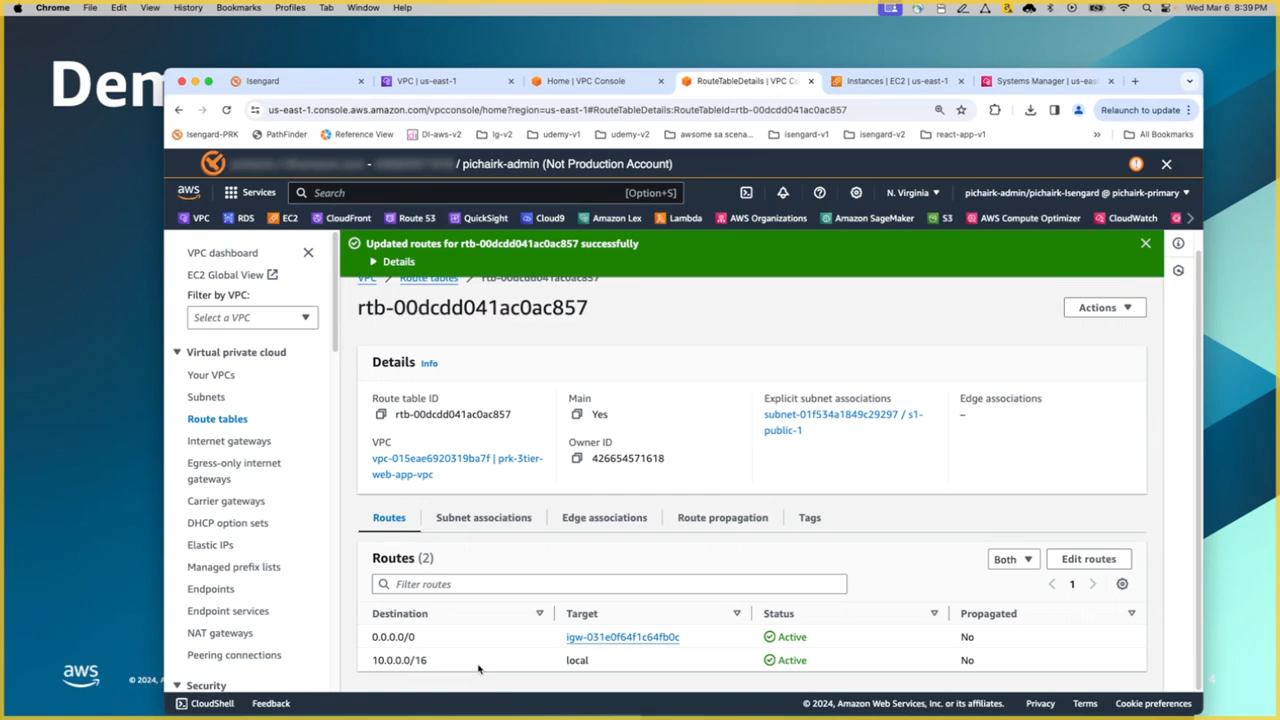 Chrome File Edit View History Bookmarks Profiles Tab Window Help Wed Mar 6 8:39 PM
Dem
Isengard VPC | us-east-1 Home | VPC Console RouteTableDetails | VPC Co Instances | EC2 | us-east-1 Systems Manager | us-eas
us-east-1.console.aws.amazon.com/vpcconsole/home?region=us-east-1#RouteTableDetails:RouteTableId=rtb-00dcdd041ac0ac857 Relaunch to update
Isengard-PRK PathFinder Reference View DI-aws-v2 lg-v2 udemy-v1 udemy-v2 awsome sa scena... isengard-v1 isengard-v2 react-app-v1 » All Bookmarks
- / pichairk-admin (Not Production Account)
aws Services Search [Option+S] N. Virginia pichairk-admin/pichairk-Isengard @ pichairk-primary
VPC RDS EC2 CloudFront Route 53 QuickSight Cloud9 Amazon Lex Lambda AWS Organizations Amazon SageMaker S3 AWS Compute Optimizer CloudWatch
VPC dashboard
EC2 Global View
Filter by VPC:
Select a VPC
Virtual private cloud
Your VPCs
Subnets
Route tables
Internet gateways
Egress-only internet
gateways
Carrier gateways
DHCP option sets
Elastic IPs
Managed prefix lists
Endpoints
Endpoint services
NAT gateways
Peering connections
Security
Updated routes for rtb-00dcdd041ac0ac857 successfully
Details
VPC Route tables rtb-00dcdd041ac0ac857
rtb-00dcdd041ac0ac857
Actions
Details Info
Route table ID
rtb-00dcdd041ac0ac857
Main
Yes
Explicit subnet associations
subnet-01f534a1849c29297 / s1-
public-1
Edge associations
–
VPC
vpc-015eae6920319ba7f | prk-3tier-
web-app-vpc
Owner ID
426654571618
Routes Subnet associations Edge associations Route propagation Tags
Routes (2) Both Edit routes
Filter routes 1
Destination Target Status Propagated
0.0.0.0/0 igw-031e0f64f1c64fb0c Active No
10.0.0.0/16 local Active No
CloudShell Feedback © 2024, Amazon Web Services, Inc. or its affiliates. Privacy Terms Cookie preferences
aws © 2024, 4